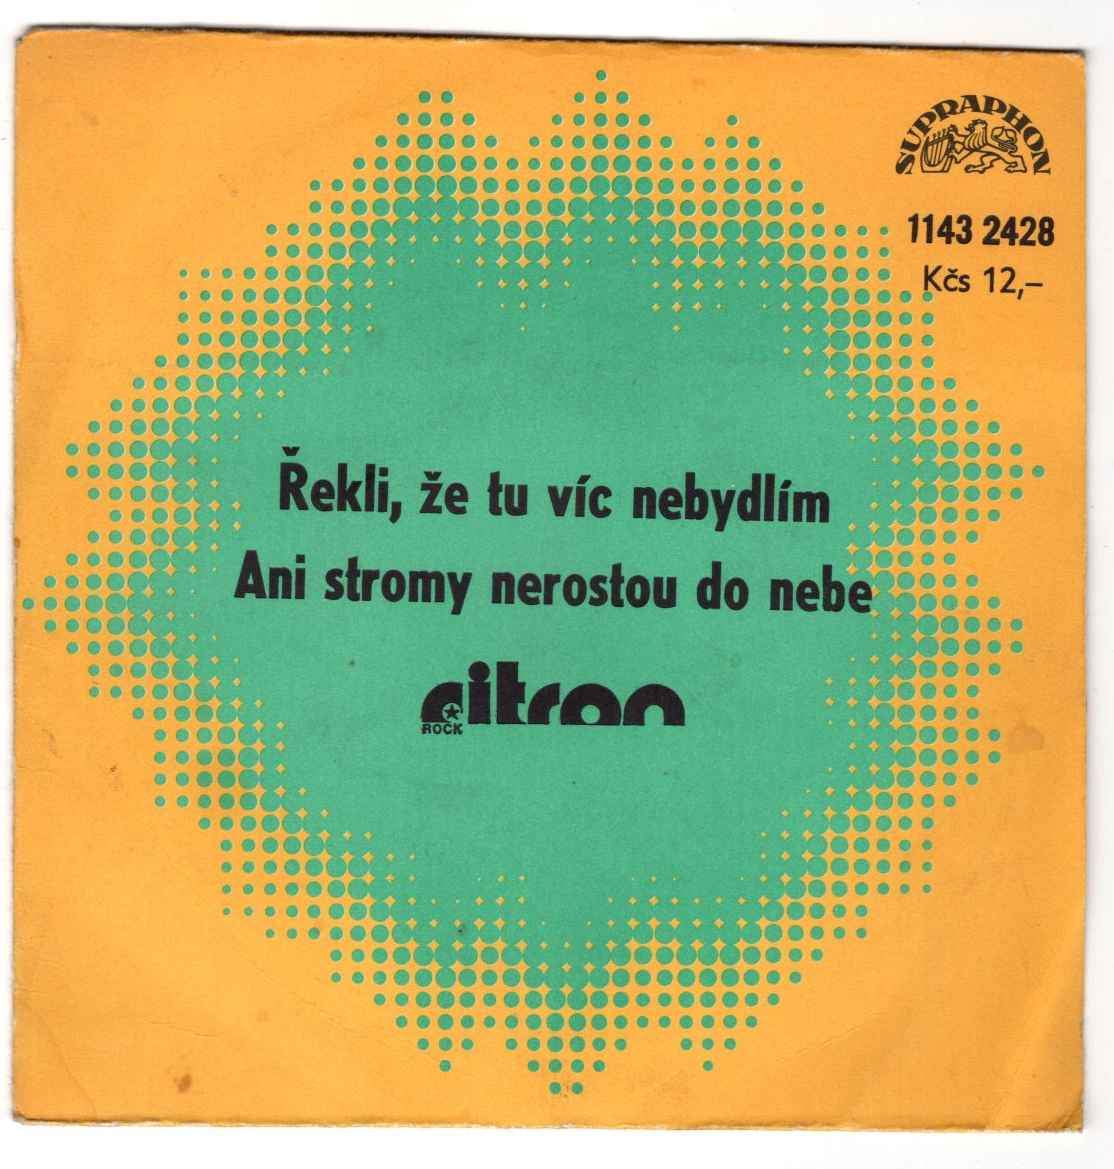 SUPRAPHON
1143 2428
Kčs 12,–
Řekli, že tu víc nebydlím
Ani stromy nerostou do nebe
citron
ROCK